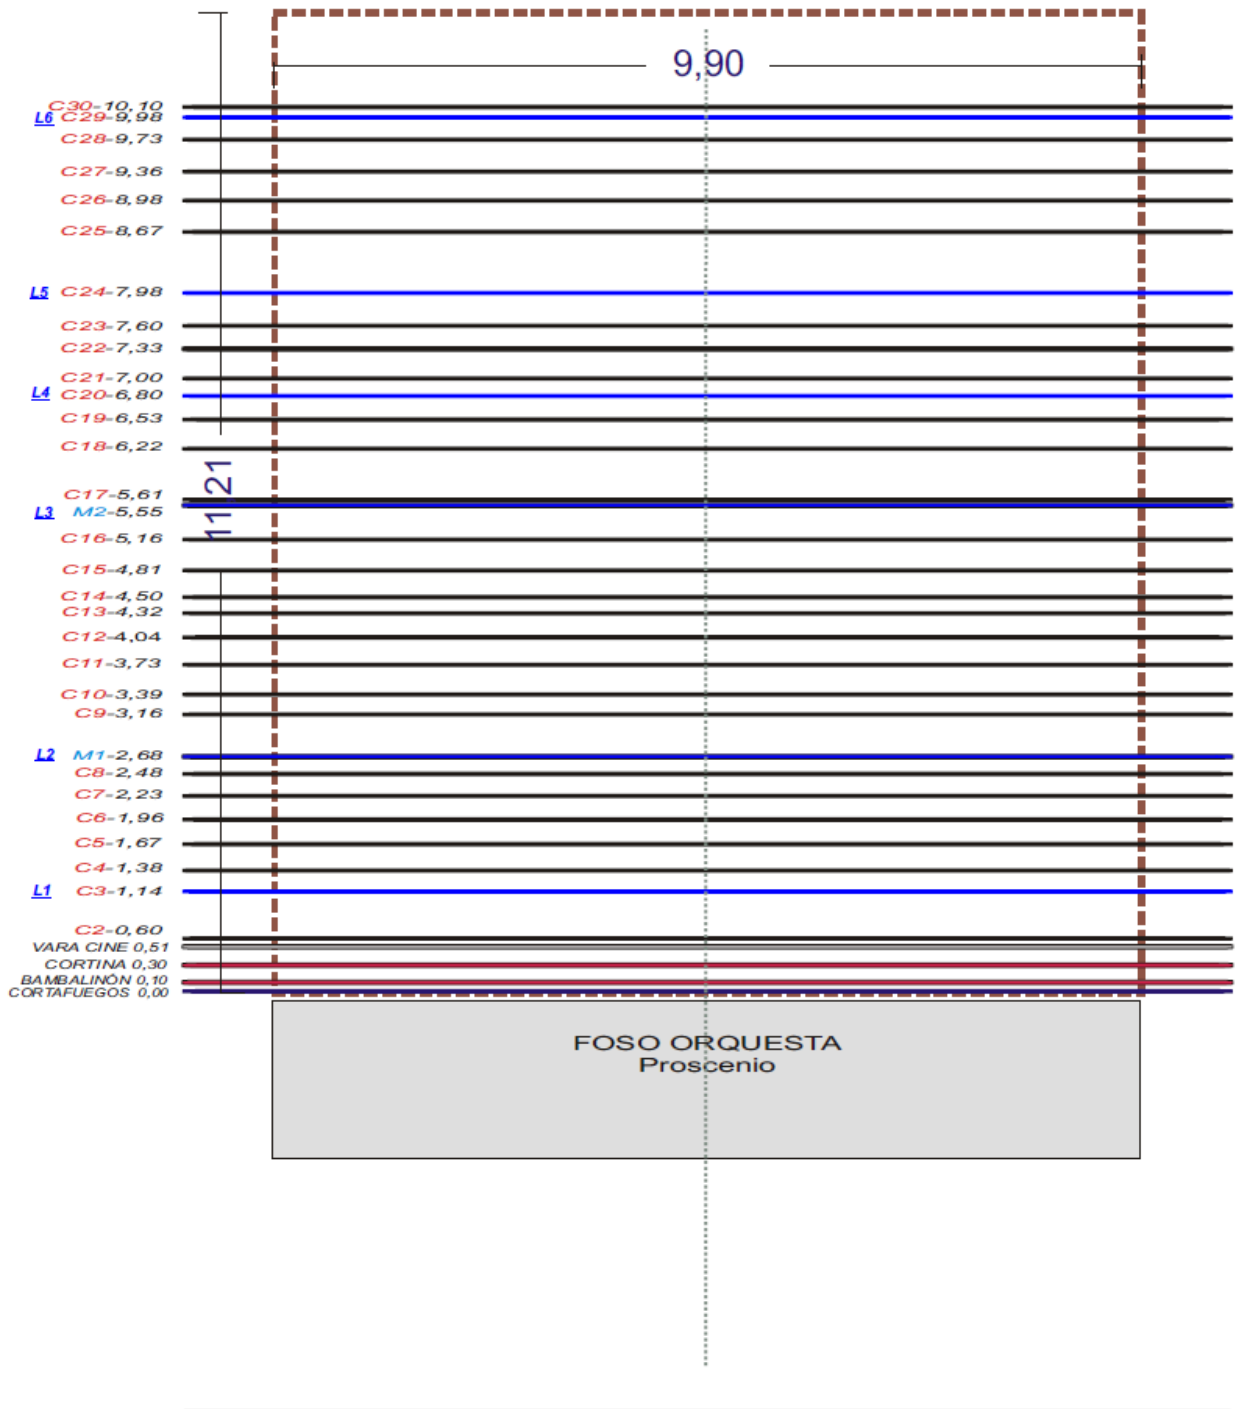 9,90
C30-10,10
L6 C29-9,98
C28-9,73
C27-9,36
C26-8,98
C25-8,67
L5 C24-7,98
C23-7,60
C22-7,33
C21-7,00
L4 C20-6,80
C19-6,53
C18-6,22
11,21
C17-5,61
L3 M2-5,55
C16-5,16
C15-4,81
C14-4,50
C13-4,32
C12-4,04
C11-3,73
C10-3,39
C9-3,16
L2 M1-2,68
C8-2,48
C7-2,23
C6-1,96
C5-1,67
C4-1,38
L1 C3-1,14
C2-0,60
VARA CINE 0,51
CORTINA 0,30
BAMBALINÓN 0,10
CORTAFUEGOS 0,00
FOSO ORQUESTA
Proscenio